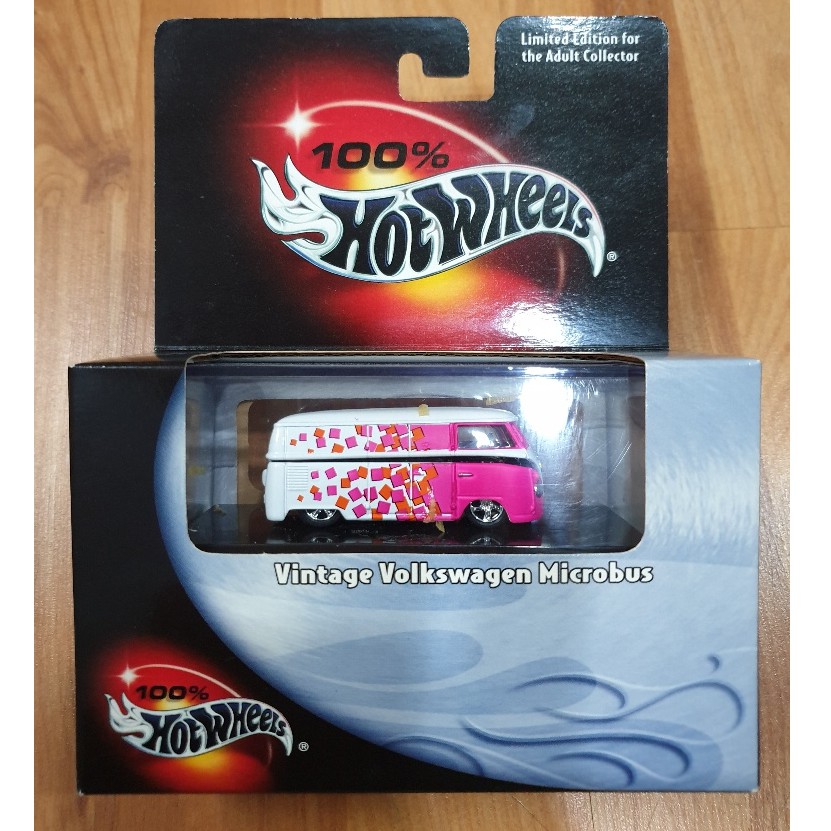 Limited Edition for
the Adult Collector
100%
HotWheels
®
Vintage Volkswagen Microbus
100%
HotWheels
®